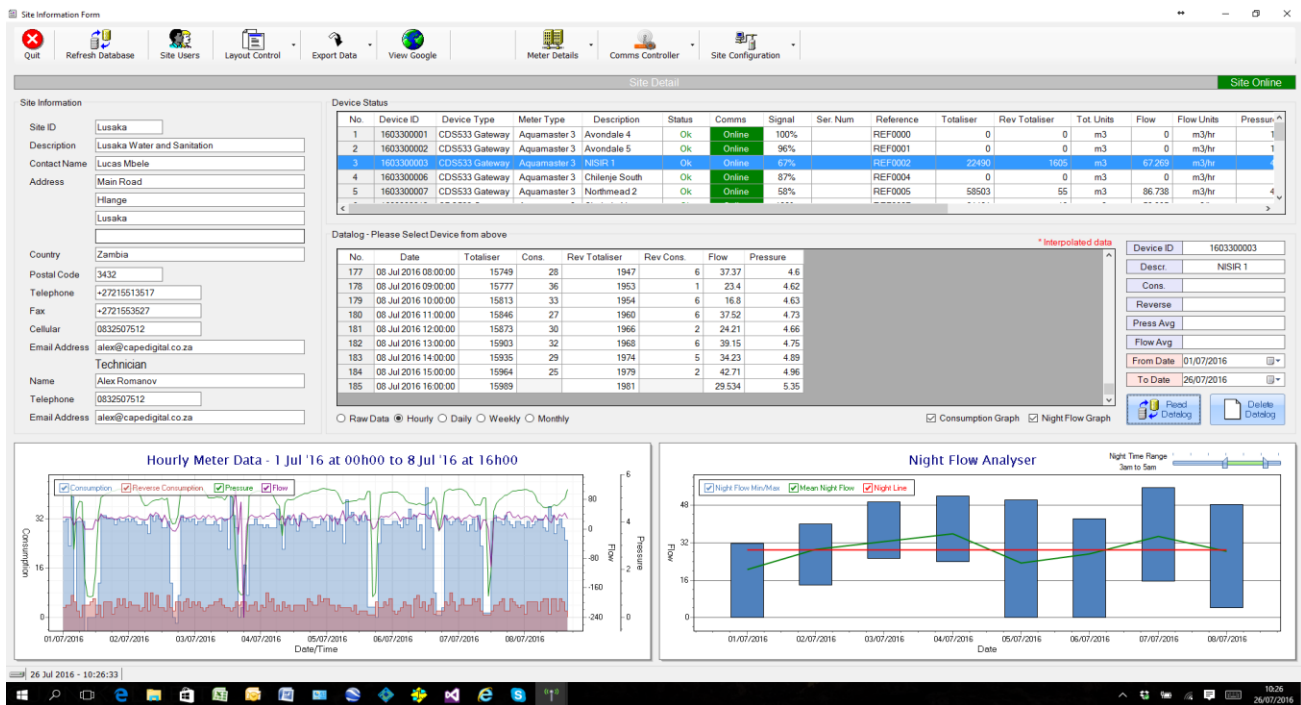 Site Information Form
Quit Refresh Database Site Users Layout Control Export Data View Google Meter Details Comms Controller Site Configuration
Site Detail Site Online
Site Information
Site ID Lusaka
Description Lusaka Water and Sanitation
Contact Name Lucas Mbele
Address Main Road
Hlange
Lusaka
Country Zambia
Postal Code 3432
Telephone +27215513517
Fax +2721553527
Cellular 0832507512
Email Address alex@capedigital.co.za
Technician
Name Alex Romanov
Telephone 0832507512
Email Address alex@capedigital.co.za
Device Status
No. Device ID Device Type Meter Type Description Status Comms Signal Ser. Num Reference Totaliser Rev Totaliser Tot. Units Flow Flow Units Pressure
1 1603300001 CDS533 Gateway Aquamaster 3 Avondale 4 Ok Online 100% REF0000 0 0 m3 0 m3/hr 1
2 1603300002 CDS533 Gateway Aquamaster 3 Avondale 5 Ok Online 96% REF0001 0 0 m3 0 m3/hr 1
3 1603300003 CDS533 Gateway Aquamaster 3 NISIR 1 Ok Online 67% REF0002 22490 1605 m3 67.269 m3/hr 4
4 1603300006 CDS533 Gateway Aquamaster 3 Chilenje South Ok Online 87% REF0004 0 0 m3 0 m3/hr
5 1603300007 CDS533 Gateway Aquamaster 3 Northmead 2 Ok Online 58% REF0005 58503 55 m3 86.738 m3/hr 4
Datalog - Please Select Device from above
* Interpolated data
No. Date Totaliser Cons. Rev Totaliser Rev Cons. Flow Pressure
177 08 Jul 2016 08:00:00 15749 28 1947 6 37.37 4.6
178 08 Jul 2016 09:00:00 15777 36 1953 1 23.4 4.62
179 08 Jul 2016 10:00:00 15813 33 1954 6 16.8 4.63
180 08 Jul 2016 11:00:00 15846 27 1960 6 37.52 4.73
181 08 Jul 2016 12:00:00 15873 30 1966 2 24.21 4.66
182 08 Jul 2016 13:00:00 15903 32 1968 6 39.15 4.75
183 08 Jul 2016 14:00:00 15935 29 1974 5 34.23 4.89
184 08 Jul 2016 15:00:00 15964 25 1979 2 42.71 4.96
185 08 Jul 2016 16:00:00 15989 1981 29.534 5.35
Raw Data Hourly Daily Weekly Monthly Consumption Graph Night Flow Graph
Device ID 1603300003
Descr. NISIR 1
Cons.
Reverse
Press Avg
Flow Avg
From Date 01/07/2016
To Date 26/07/2016
Read Datalog
Delete Datalog
Hourly Meter Data - 1 Jul '16 at 00h00 to 8 Jul '16 at 16h00
Consumption Reverse Consumption Pressure Flow
Consumption
32
16
0
80
0
-80
-160
-240
Flow
6
4
2
0
Pressure
01/07/2016 02/07/2016 03/07/2016 04/07/2016 05/07/2016 06/07/2016 07/07/2016 08/07/2016
Date/Time
Night Flow Analyser
Night Time Range
3am to 5am
Night Flow Min/Max Mean Night Flow Night Line
Flow
48
32
16
0
01/07/2016 02/07/2016 03/07/2016 04/07/2016 05/07/2016 06/07/2016 07/07/2016 08/07/2016
Date
26 Jul 2016 - 10:26:33
10:26
26/07/2016